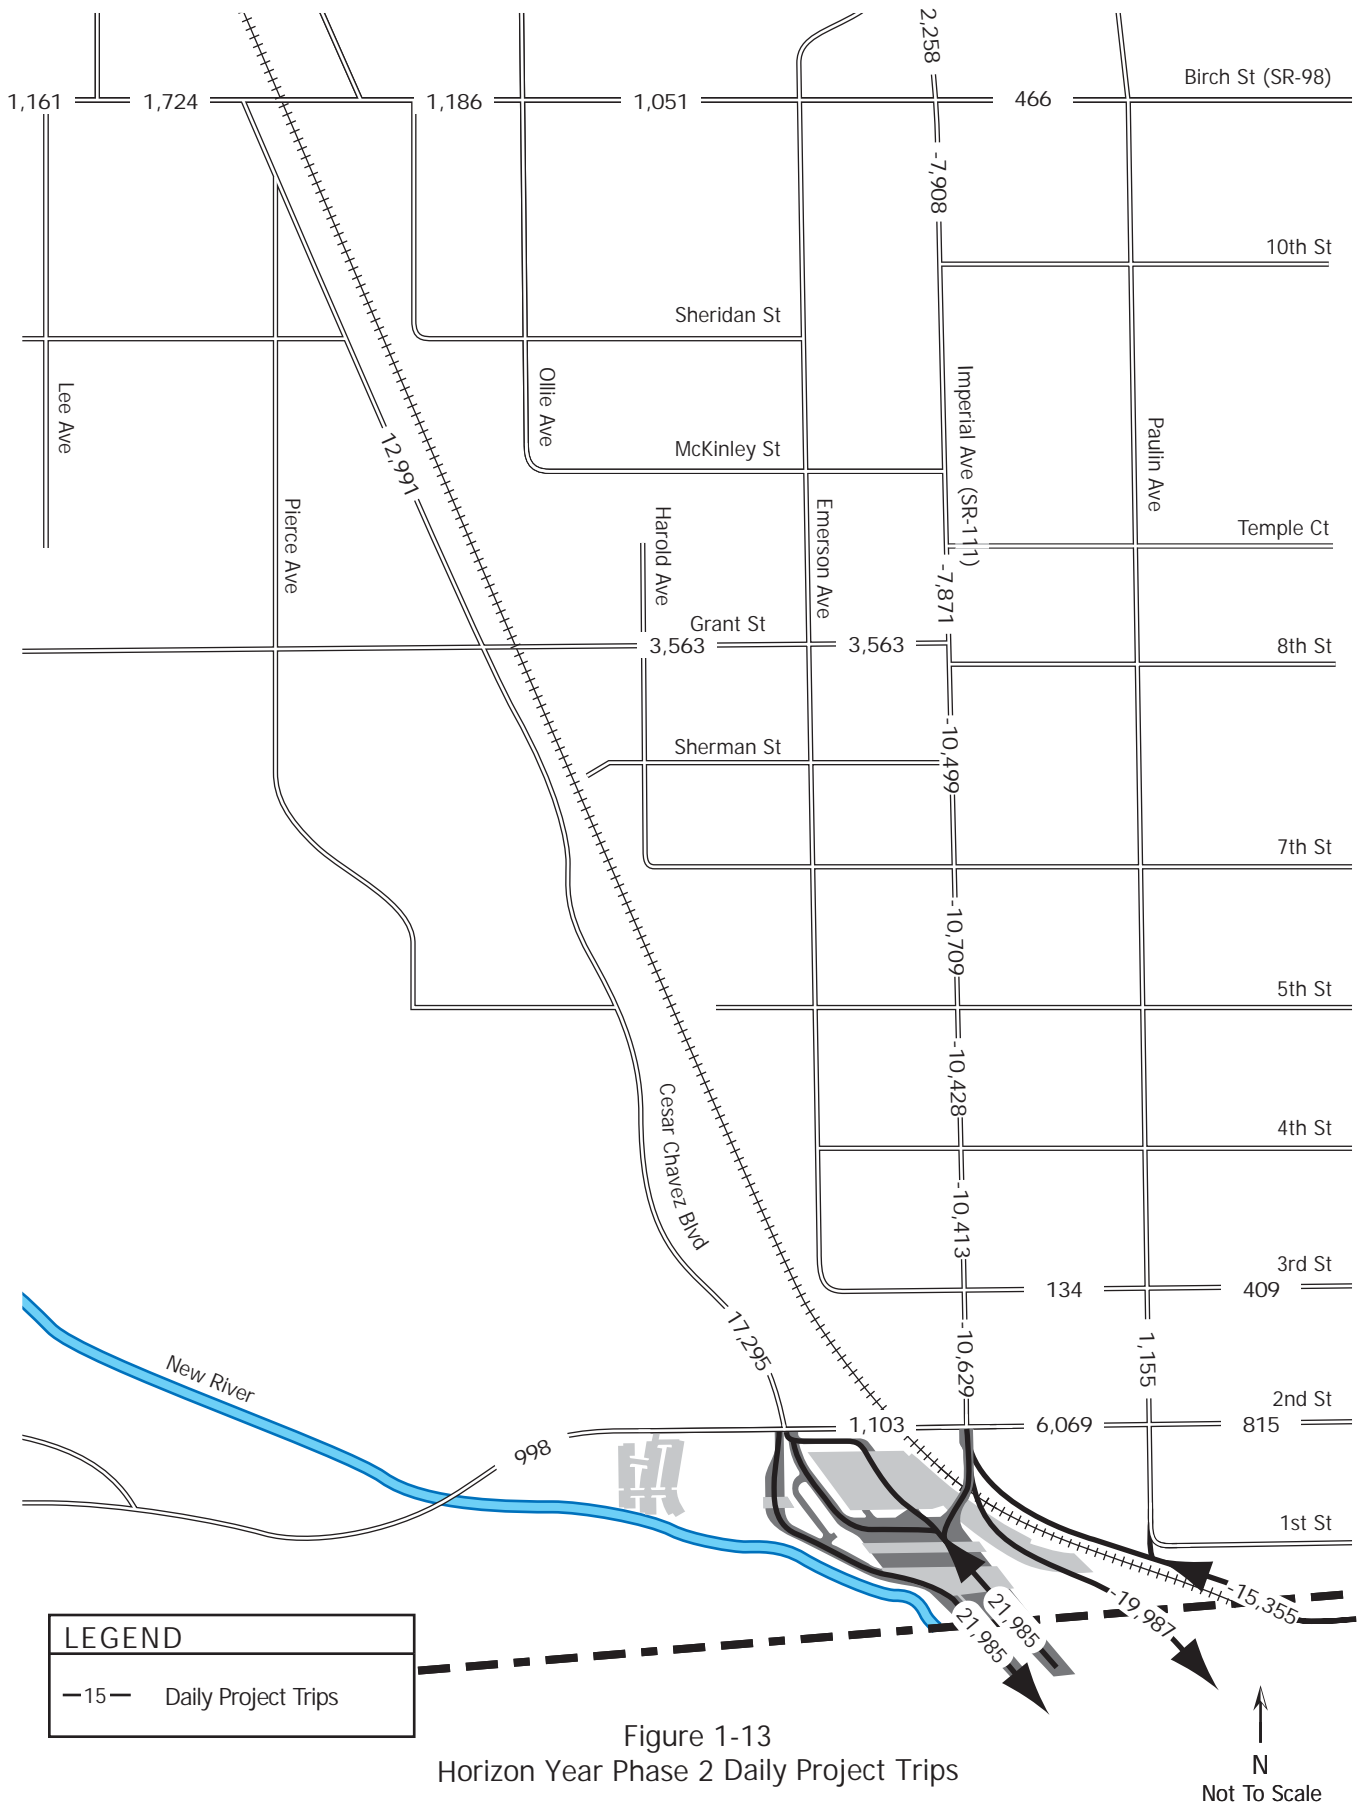 2,258
Birch St (SR-98)
1,161
1,724
1,186
1,051
466
-7,908
10th St
Sheridan St
Lee Ave
Ollie Ave
Imperial Ave (SR-111)
Paulin Ave
12,991
McKinley St
Pierce Ave
Harold Ave
Emerson Ave
Temple Ct
-7,871
Grant St
3,563
3,563
8th St
-10,499
Sherman St
7th St
-10,709
5th St
-10,428
Cesar Chavez Blvd
4th St
-10,413
3rd St
134
409
17,295
-10,629
1,155
New River
2nd St
1,103
6,069
815
998
1st St
-15,355
-19,987
21,985
21,985
LEGEND
15
Daily Project Trips
Figure 1-13
Horizon Year Phase 2 Daily Project Trips
N
Not To Scale